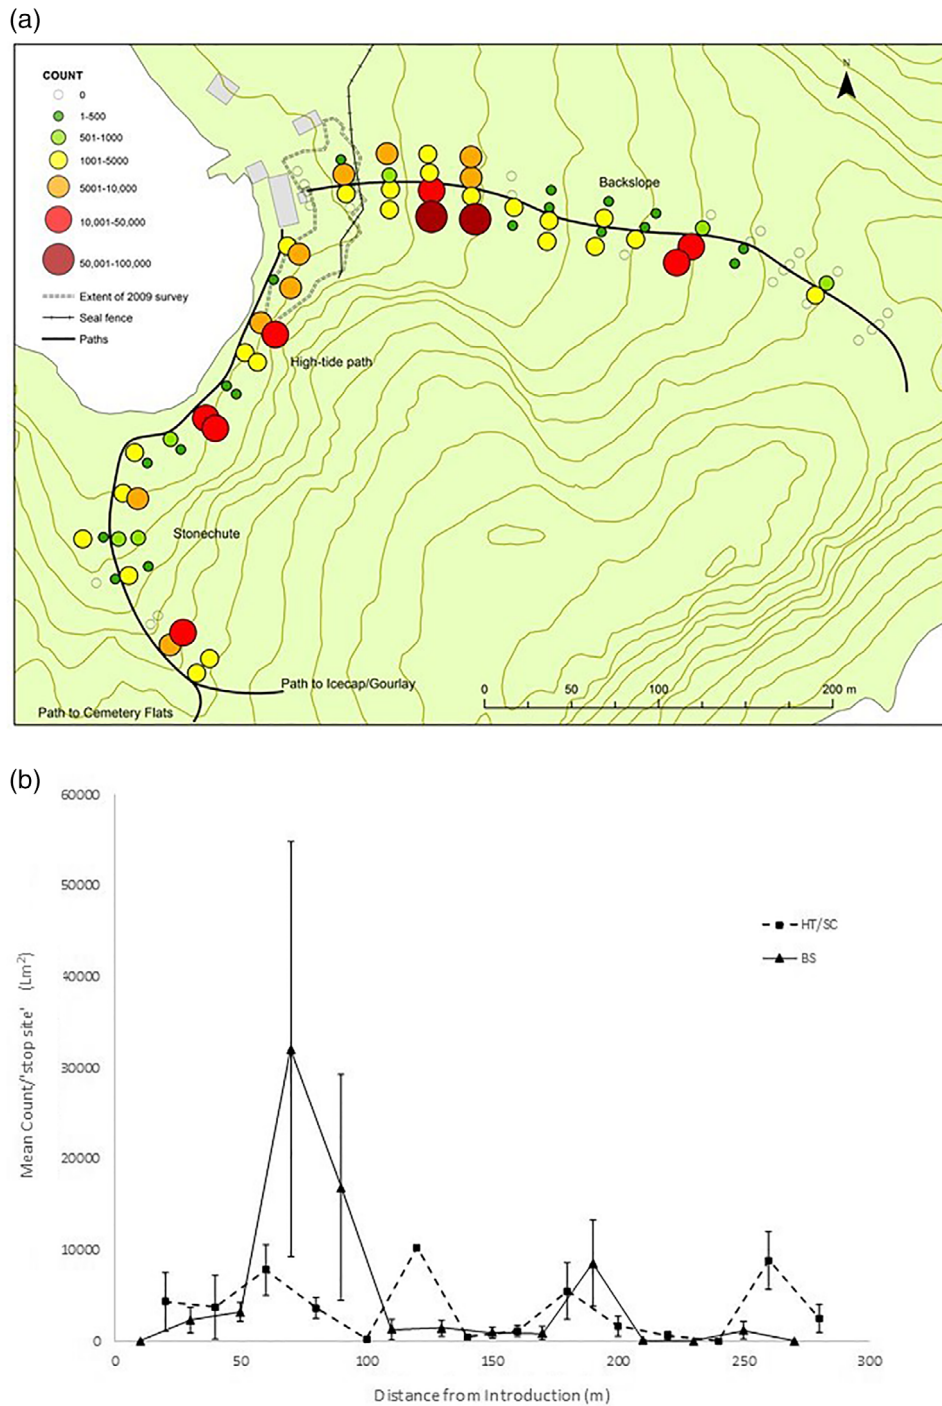 (a)
COUNT
0
1-500
501-1000
1001-5000
5001-10,000
10,001-50,000
50,001-100,000
Extent of 2009 survey
Seal fence
Paths
N
Backslope
High-tide path
Stonechute
Path to Icecap/Gourlay
Path to Cemetery Flats
0 50 100 200 m
(b)
60000
50000
40000
30000
20000
10000
0
Mean Count/'stop site' (Lm²)
HT/SC
BS
0 50 100 150 200 250 300
Distance from Introduction (m)